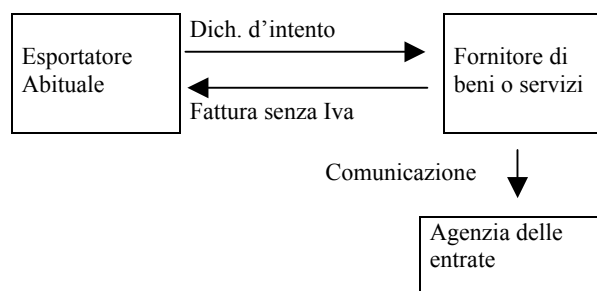 Dich. d'intento
Esportatore
Abituale
Fornitore di
beni o servizi
Fattura senza Iva
Comunicazione
Agenzia delle
entrate